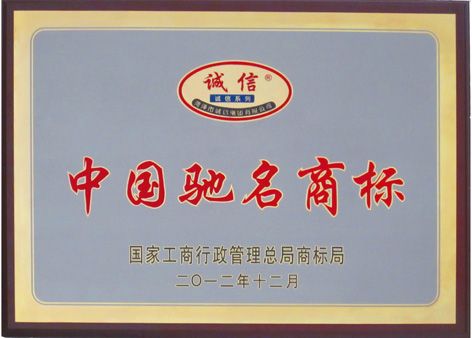 诚信®
诚信系列
中国驰名商标
国家工商行政管理总局商标局
二〇一二年十二月